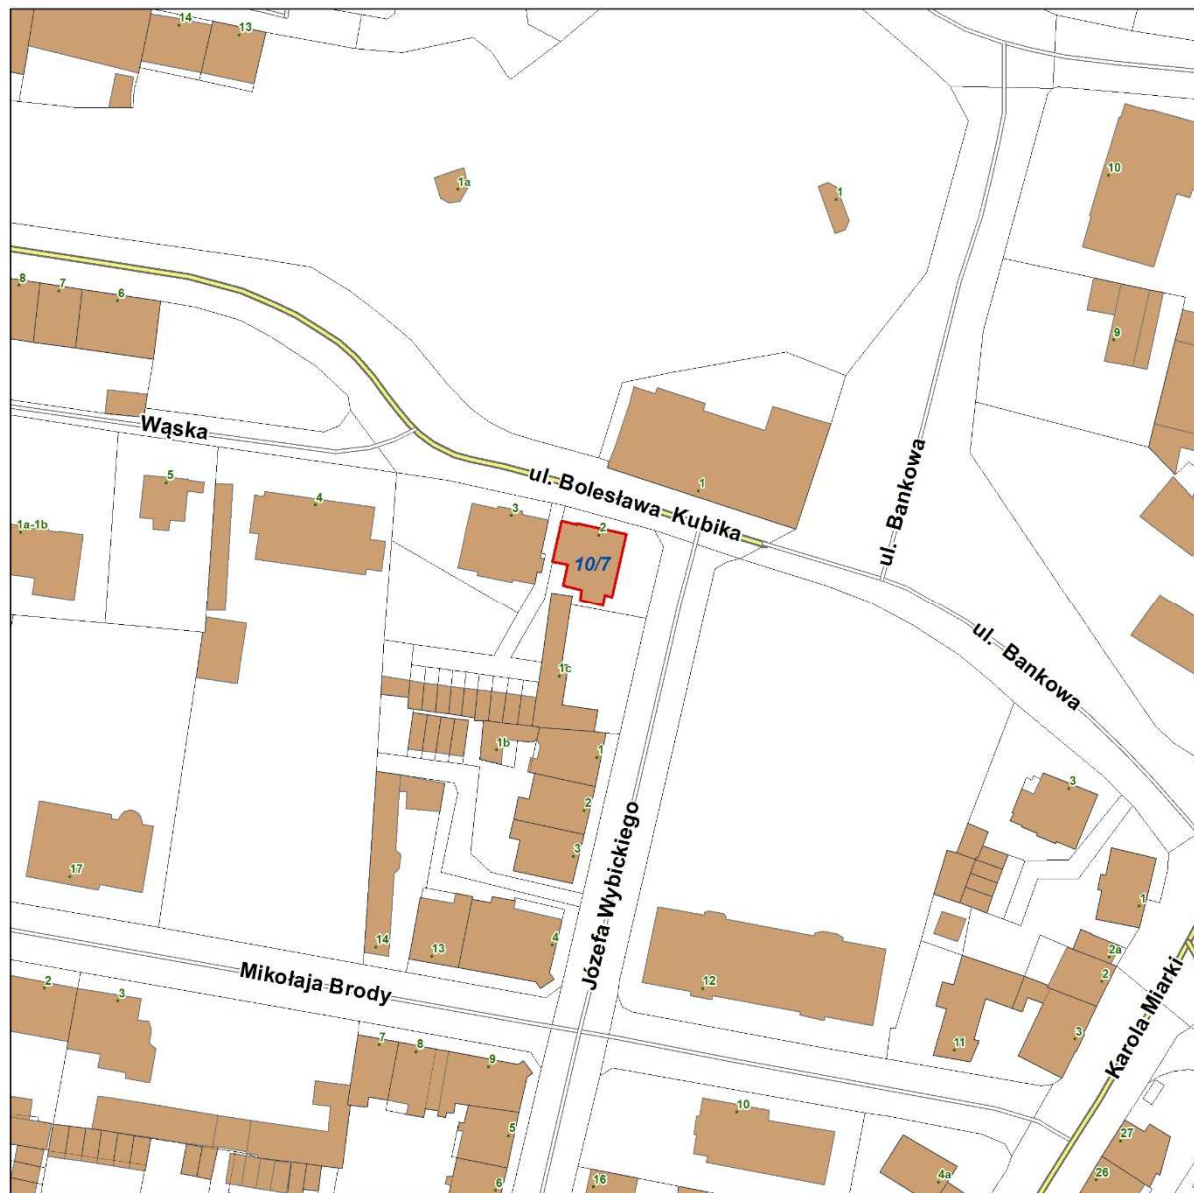 14
13
1a
1
10
8
7
6
9
Wąska
ul. Bolesława Kubika
1
ul. Bankowa
5
4
3
2
1a-1b
10/7
ul. Bankowa
1c
1b
1
2
3
3
17
Józefa Wybickiego
1
14
13
4
12
2a
2
3
11
Mikołaja Brody
Karola Miarki
2
3
7
8
9
10
5
27
4a
26
6
16